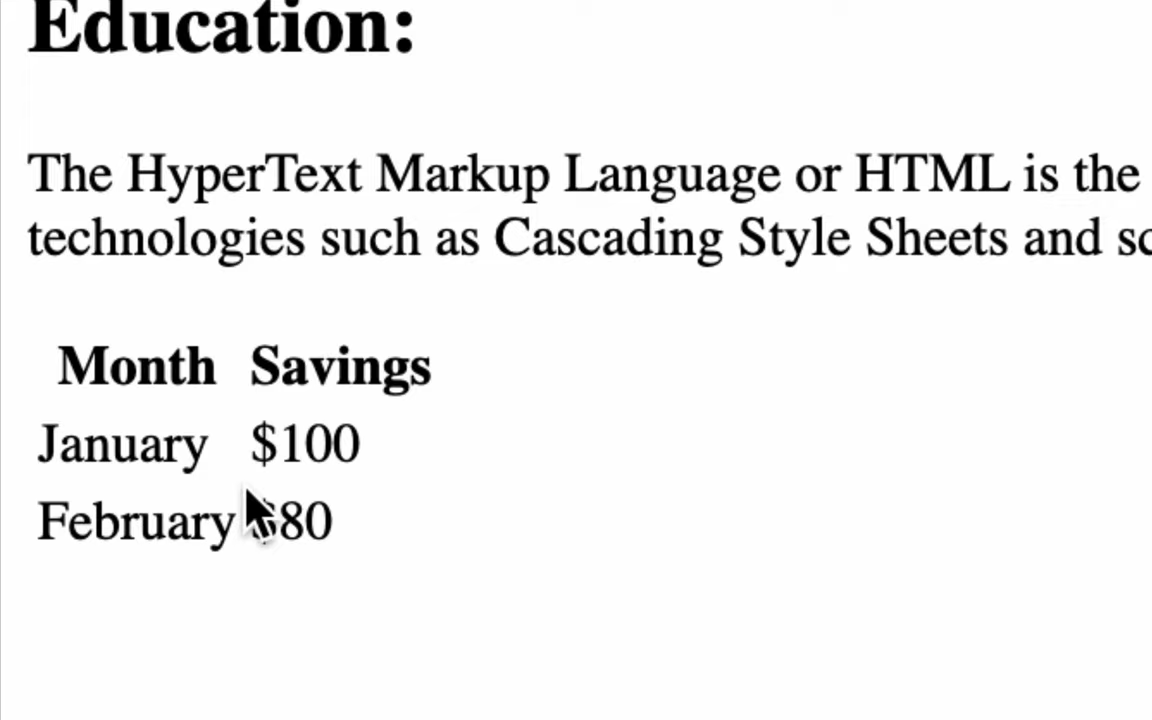 Education:
The HyperText Markup Language or HTML is the
technologies such as Cascading Style Sheets and
Month Savings
January $100
February $80